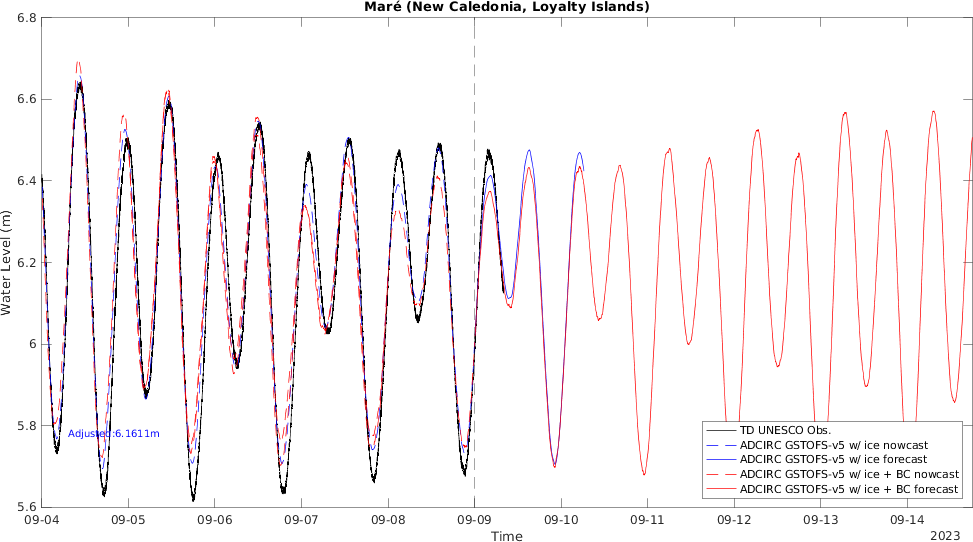 Maré (New Caledonia, Loyalty Islands)
6.8
6.6
6.4
6.2
6
5.8
5.6
Water Level (m)
Adjusted:6.1611m
TD UNESCO Obs.
ADCIRC GSTOFS-v5 w/ ice nowcast
ADCIRC GSTOFS-v5 w/ ice forecast
ADCIRC GSTOFS-v5 w/ ice + BC nowcast
ADCIRC GSTOFS-v5 w/ ice + BC forecast
09-04 09-05 09-06 09-07 09-08 09-09 09-10 09-11 09-12 09-13 09-14
Time
2023